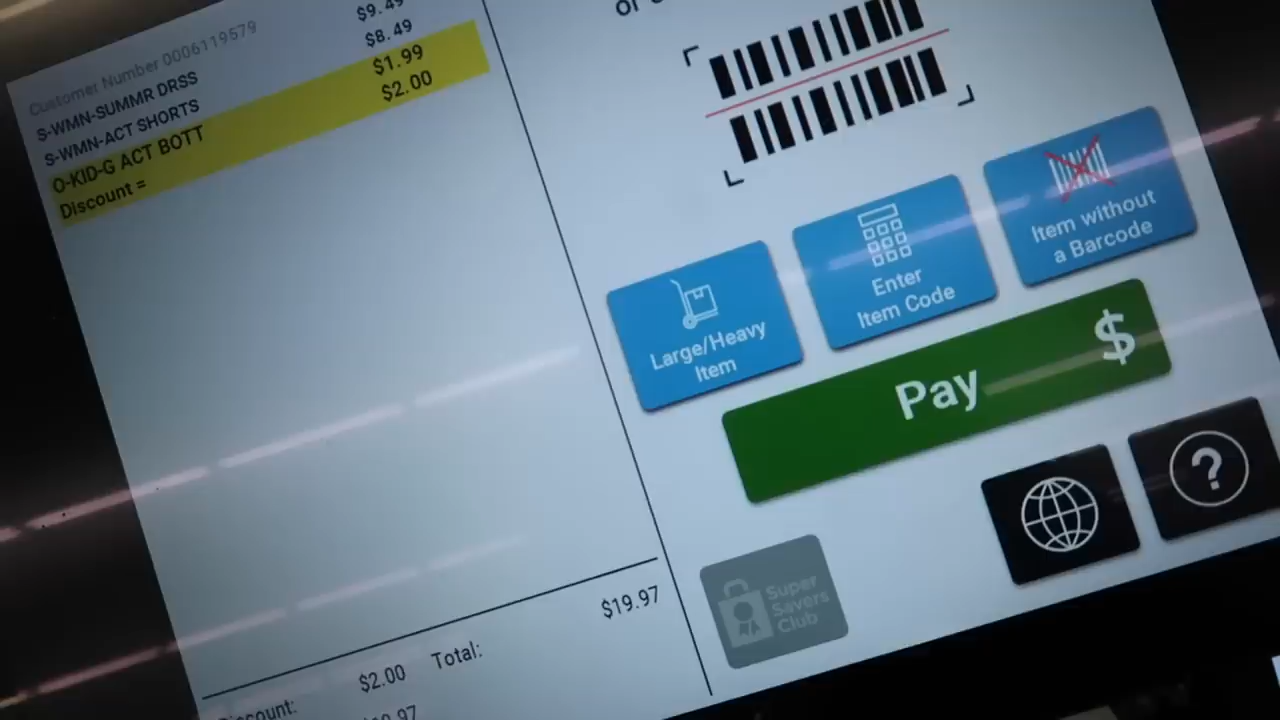 Customer Number 0006119579
S-WMN-SUMMR DRSS $9.49
S-WMN-ACT SHORTS $8.49
O-KID-G ACT BOTT $1.99
Discount = $2.00
Large/Heavy
Item
Enter
Item Code
Item without
a Barcode
Pay $
?
Super
Savers
Club
$19.97
$2.00 Total: